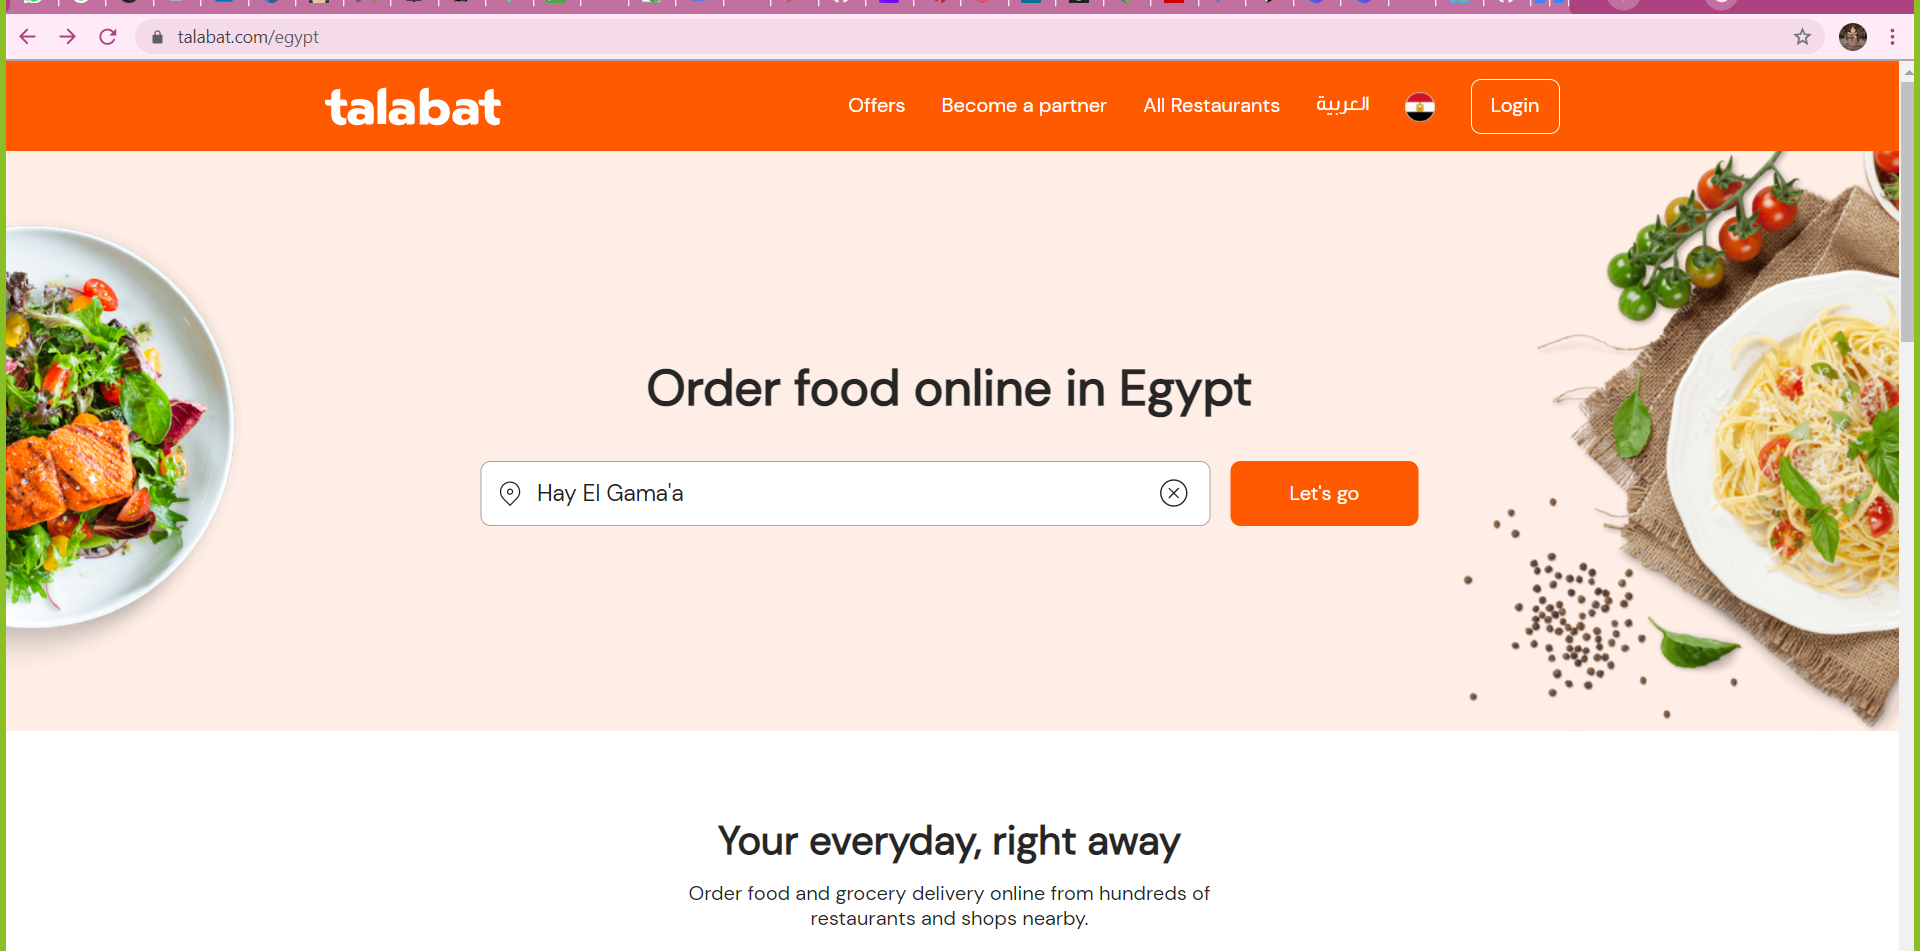 talabat.com/egypt
talabat
Offers
Become a partner
All Restaurants
العربية
Login
Order food online in Egypt
Hay El Gama'a
Let's go
Your everyday, right away
Order food and grocery delivery online from hundreds of
restaurants and shops nearby.